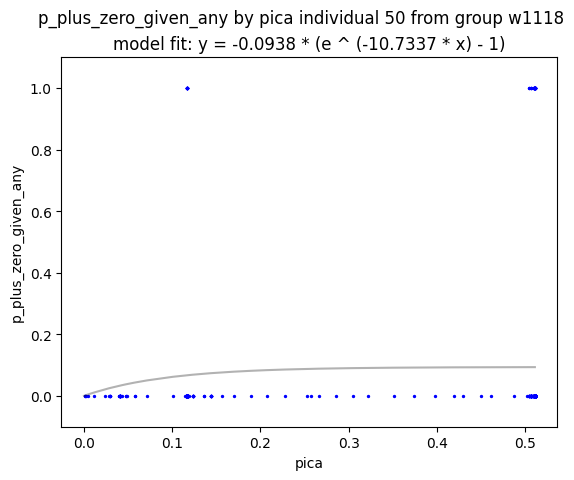 p_plus_zero_given_any by pica individual 50 from group w1118
model fit: y = -0.0938 * (e ^ (-10.7337 * x) - 1)
p_plus_zero_given_any
1.0
0.8
0.6
0.4
0.2
0.0
0.0 0.1 0.2 0.3 0.4 0.5
pica